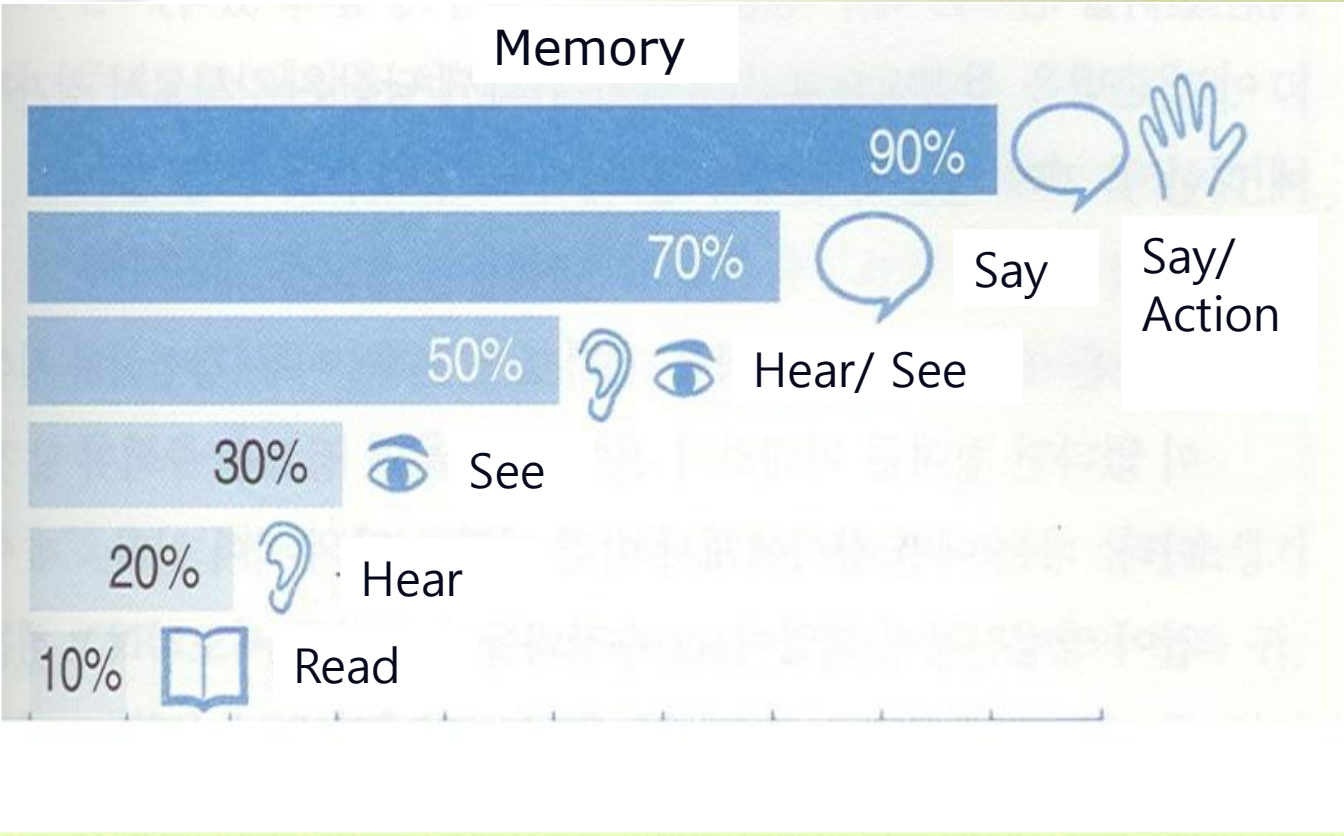 Memory
90%
70%
Say
Say/
Action
50%
Hear/ See
30%
See
20%
Hear
10%
Read